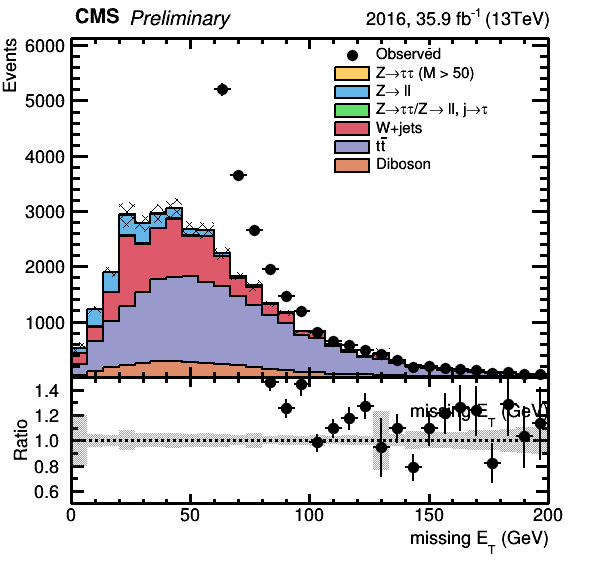 CMS Preliminary 2016, 35.9 fb⁻¹ (13TeV)
Events
6000
5000
4000
3000
2000
1000
Observed
Z→ττ (M > 50)
Z→ ll
Z→ττ/Z→ ll, j→τ
W+jets
tt̄
Diboson
missing E_T (GeV)
Ratio
1.4
1.2
1.0
0.8
0.6
0 50 100 150 200
missing E_T (GeV)